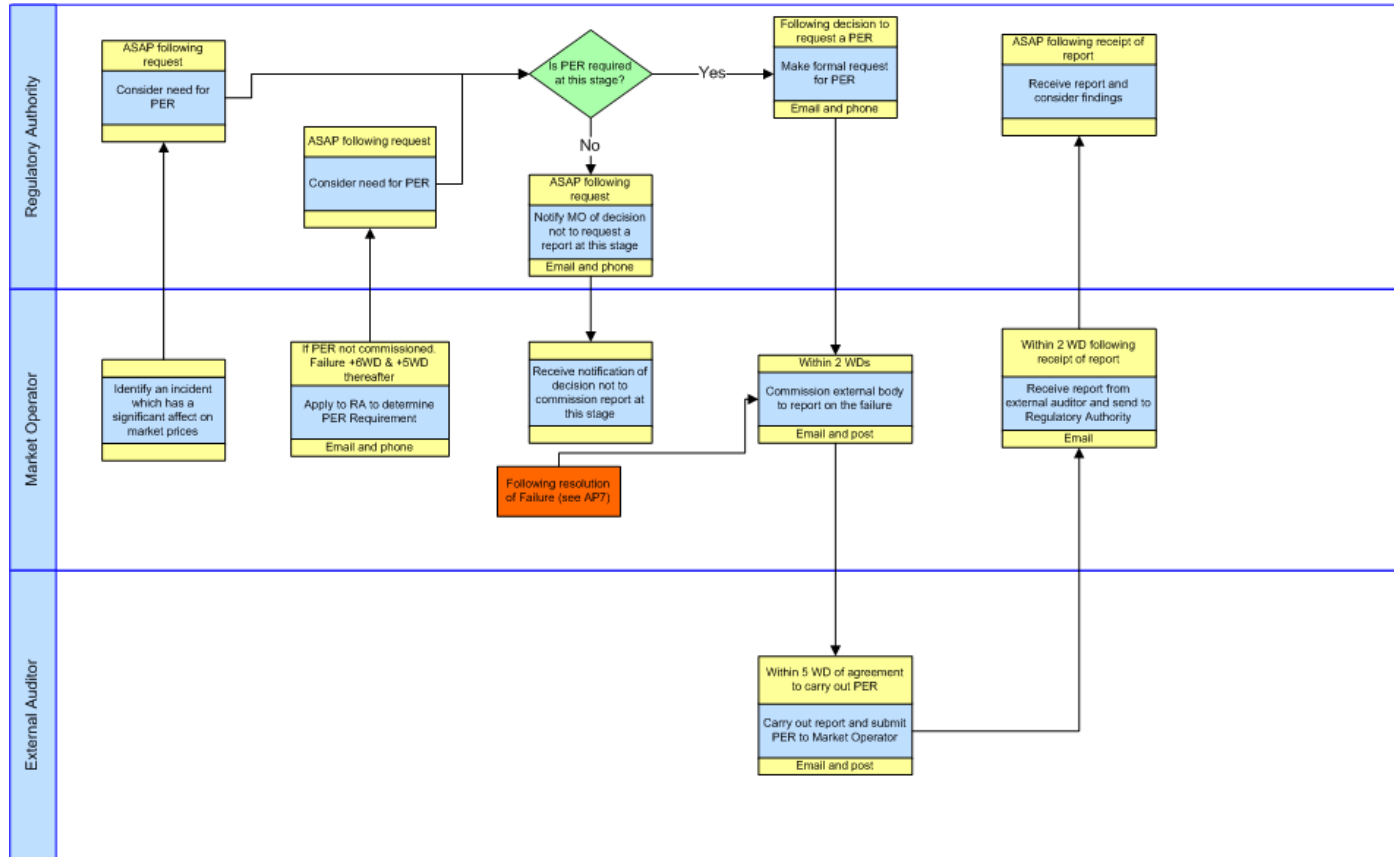 Regulatory Authority
ASAP following
request
Consider need for
PER
ASAP following request
Consider need for PER
Is PER required
at this stage?
Yes
No
ASAP following
request
Notify MO of decision
not to request a
report at this stage
Email and phone
Following decision to
request a PER
Make formal request
for PER
Email and phone
ASAP following receipt of
report
Receive report and
consider findings
Market Operator
Identify an incident
which has a
significant affect on
market prices
If PER not commissioned.
Failure +6WD & +5WD
thereafter
Apply to RA to determine
PER Requirement
Email and phone
Receive notification of
decision not to
commission report at
this stage
Following resolution
of Failure (see AP7)
Within 2 WDs
Commission external body
to report on the failure
Email and post
Within 2 WD following
receipt of report
Receive report from
external auditor and send to
Regulatory Authority
Email
External Auditor
Within 5 WD of agreement
to carry out PER
Carry out report and submit
PER to Market Operator
Email and post